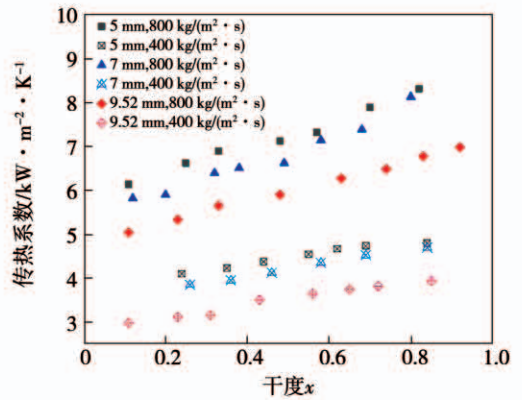 10
9
8
7
6
5
4
3
传热系数/kW·m⁻²·K⁻¹
5 mm,800 kg/(m²·s)
5 mm,400 kg/(m²·s)
7 mm,800 kg/(m²·s)
7 mm,400 kg/(m²·s)
9.52 mm,800 kg/(m²·s)
9.52 mm,400 kg/(m²·s)
0 0.2 0.4 0.6 0.8 1.0
干度x